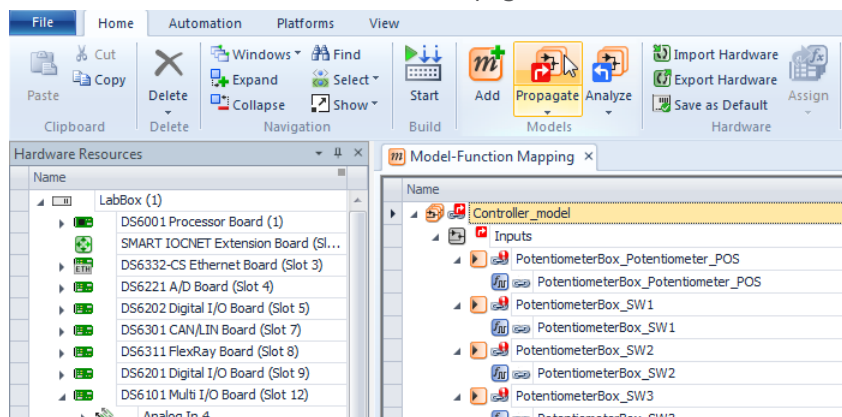 File Home Automation Platforms View
Cut Windows Find Import Hardware
Copy Expand Select Export Hardware
Paste Delete Collapse Show Start Add Propagate Analyze Save as Default Assign
Clipboard Delete Navigation Build Models Hardware
Hardware Resources
Name
LabBox (1)
DS6001 Processor Board (1)
SMART IOCNET Extension Board (Sl...
ETH DS6332-CS Ethernet Board (Slot 3)
DS6221 A/D Board (Slot 4)
DS6202 Digital I/O Board (Slot 5)
DS6301 CAN/LIN Board (Slot 7)
DS6311 FlexRay Board (Slot 8)
DS6201 Digital I/O Board (Slot 9)
DS6101 Multi I/O Board (Slot 12)
Analog In 4
m Model-Function Mapping
Name
Controller_model
Inputs
PotentiometerBox_Potentiometer_POS
PotentiometerBox_Potentiometer_POS
PotentiometerBox_SW1
PotentiometerBox_SW1
PotentiometerBox_SW2
PotentiometerBox_SW2
PotentiometerBox_SW3
PotentiometerBox_SW3